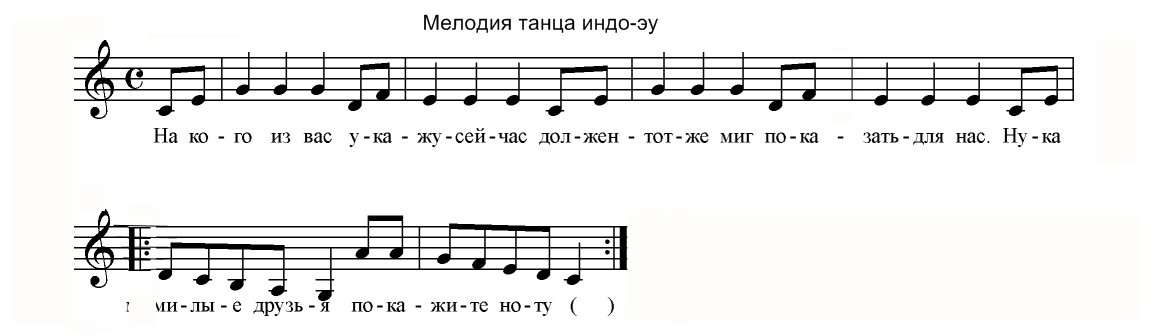 Мелодия танца индо-эу
На ко - го из вас у - ка - жу - сей - час дол - жен - тот - же миг по - ка - зать - для нас. Ну - ка
ми - лы - е друзь - я по - ка - жи - те но - ту ( )